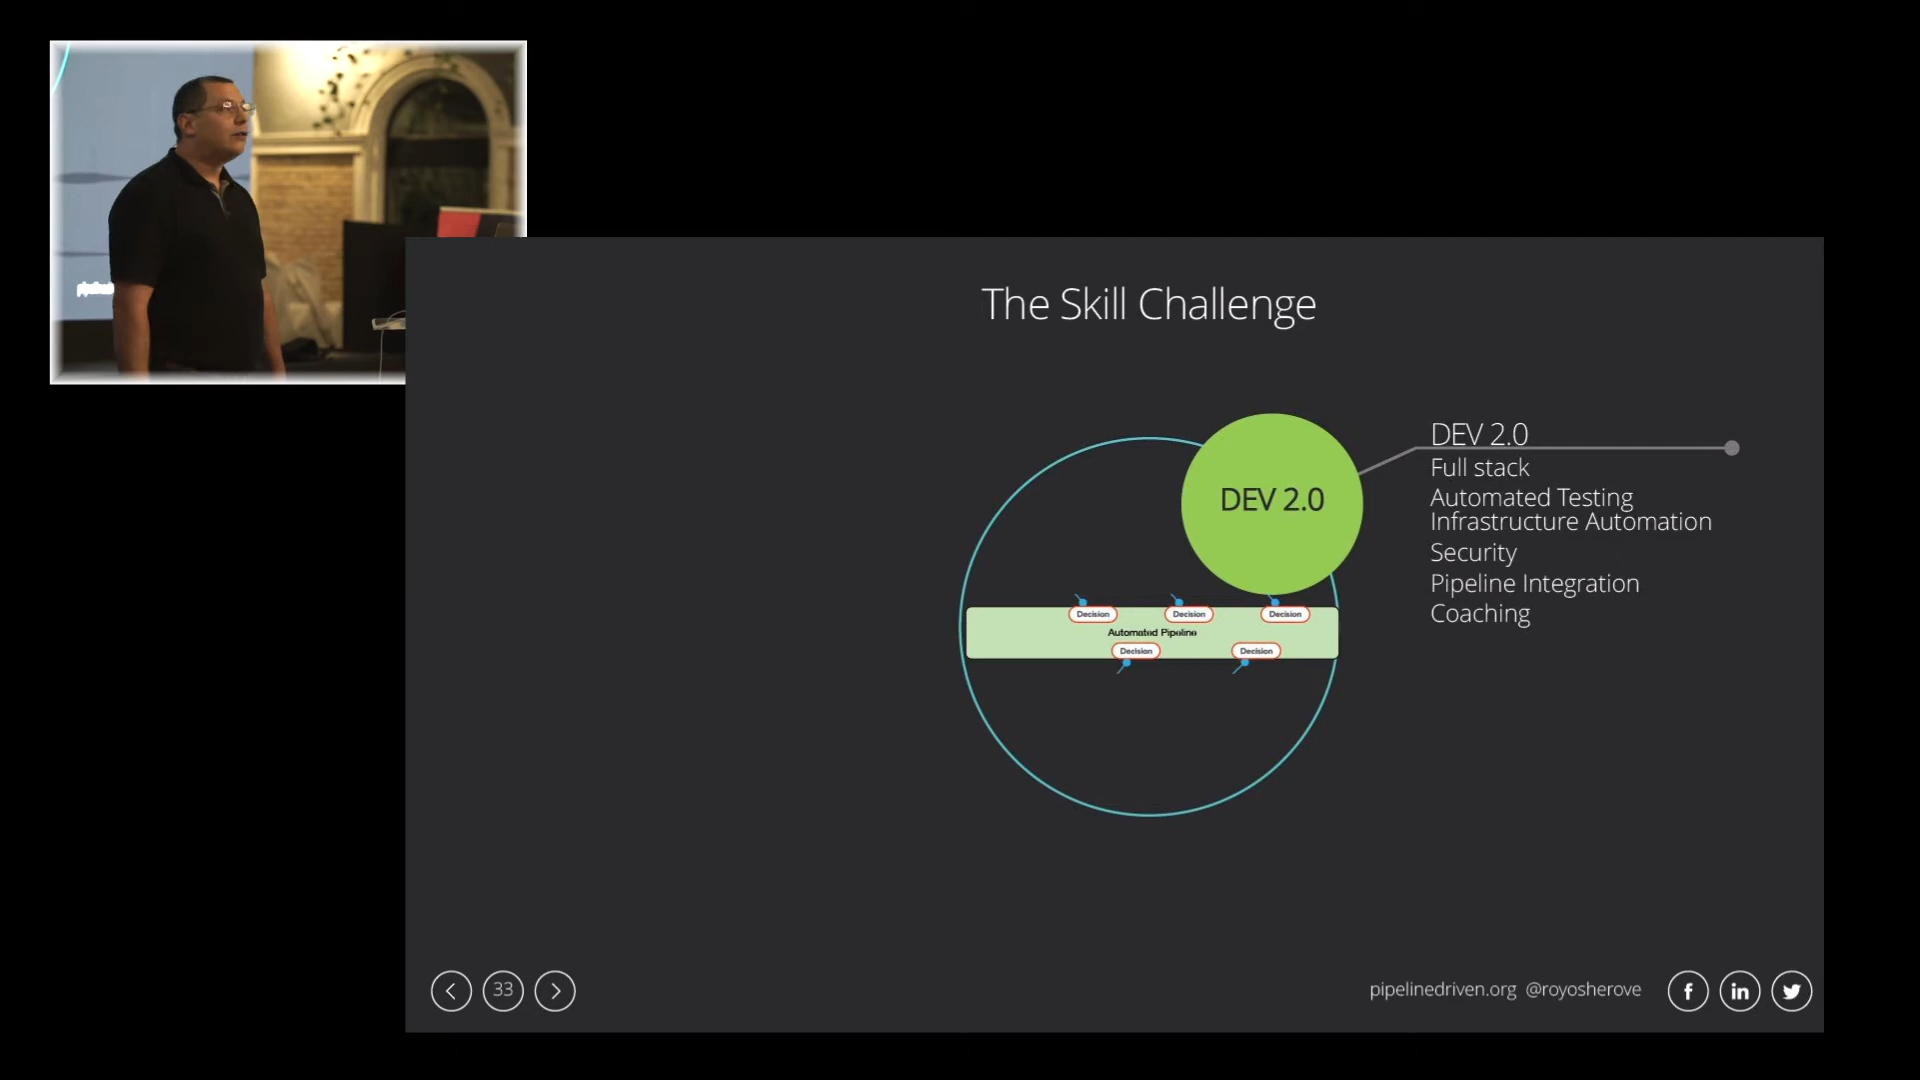 The Skill Challenge
DEV 2.0
DEV 2.0
Full stack
Automated Testing
Infrastructure Automation
Security
Pipeline Integration
Coaching
Decision
Decision
Decision
Automated Pipeline
Decision
Decision
33
pipelinedriven.org @royosherove